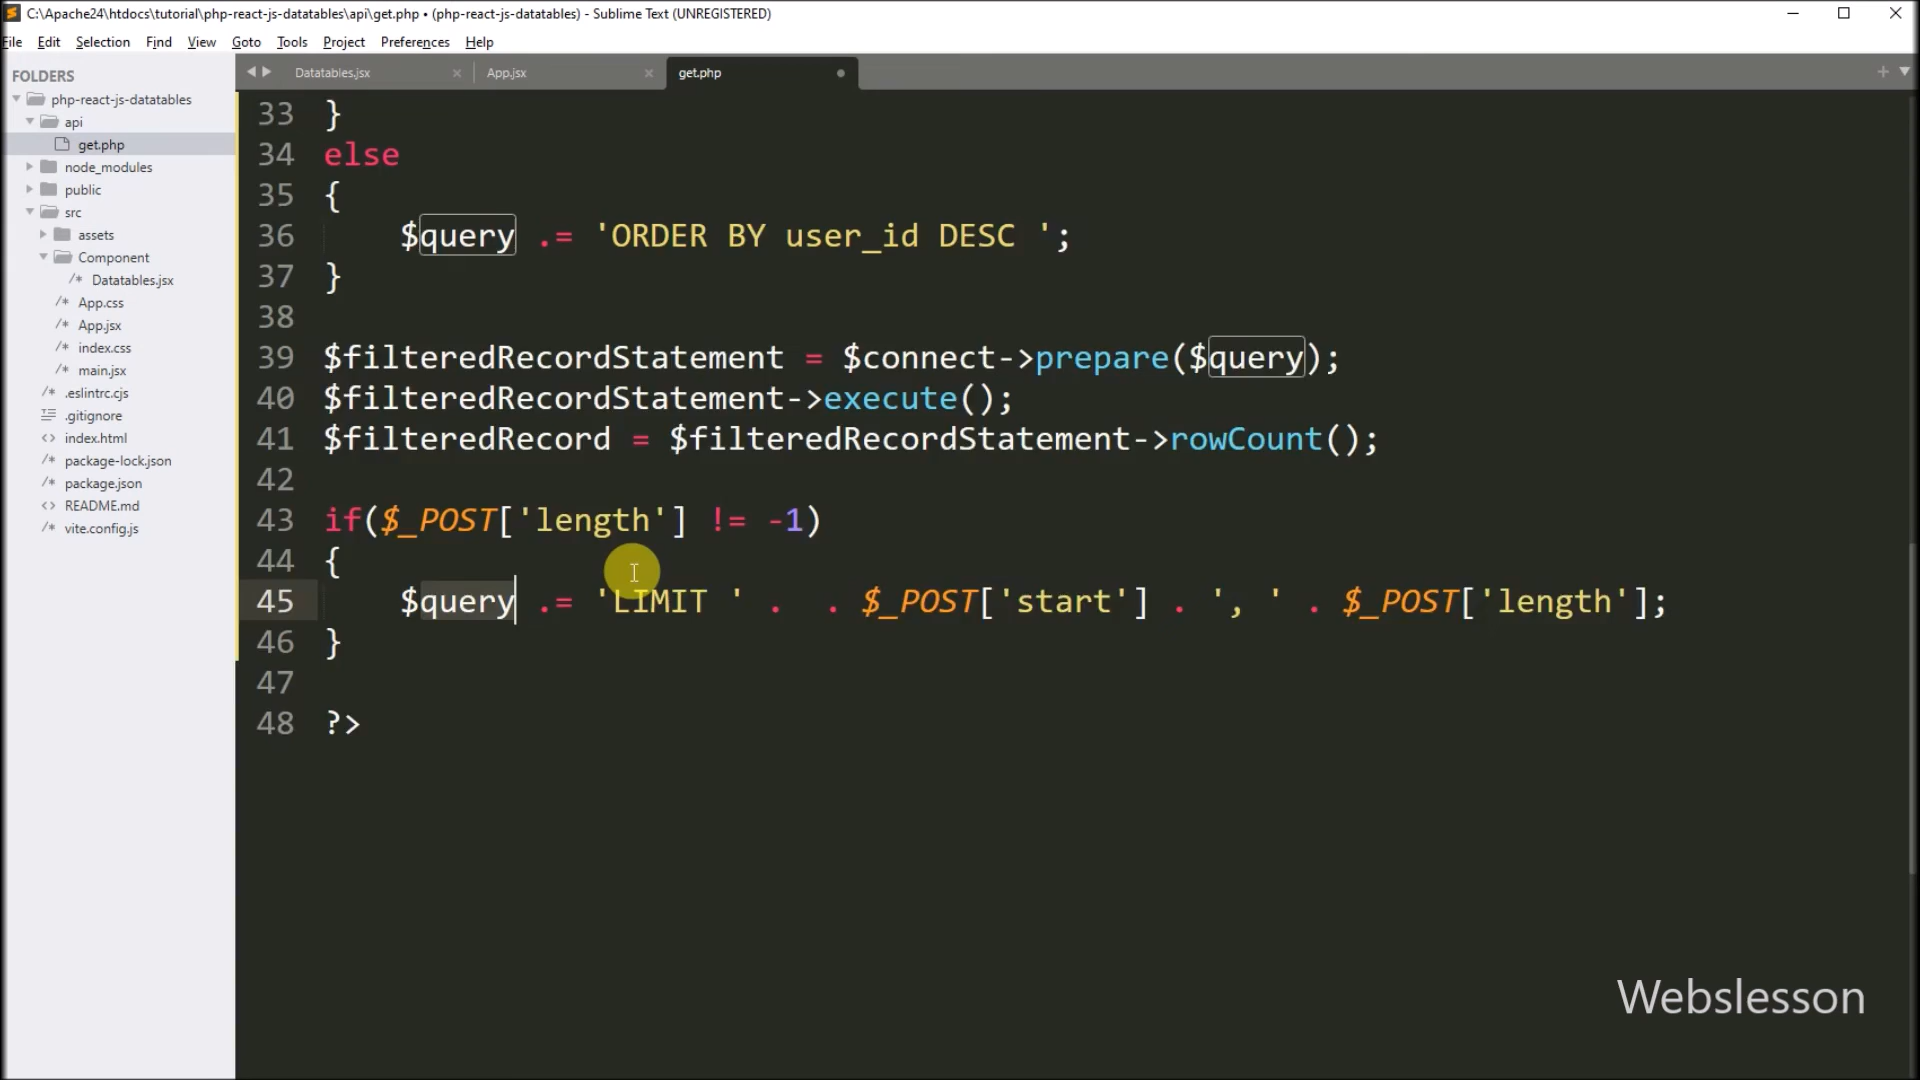 C:\Apache24\htdocs\tutorial\php-react-js-datatables\api\get.php • (php-react-js-datatables) - Sublime Text (UNREGISTERED)
File Edit Selection Find View Goto Tools Project Preferences Help
FOLDERS
php-react-js-datatables
api
get.php
node_modules
public
src
assets
Component
/* Datatables.jsx
/* App.css
/* App.jsx
/* index.css
/* main.jsx
/* .eslintrc.cjs
.gitignore
<> index.html
/* package-lock.json
/* package.json
<> README.md
/* vite.config.js
Datatables.jsx × App.jsx × get.php
33 }
34 else
35 {
36 $query .= 'ORDER BY user_id DESC ';
37 }
38
39 $filteredRecordStatement = $connect->prepare($query);
40 $filteredRecordStatement->execute();
41 $filteredRecord = $filteredRecordStatement->rowCount();
42
43 if($_POST['length'] != -1)
44 {
45 $query .= 'LIMIT ' .  . $_POST['start'] . ', ' . $_POST['length'];
46 }
47
48 ?>
Webslesson